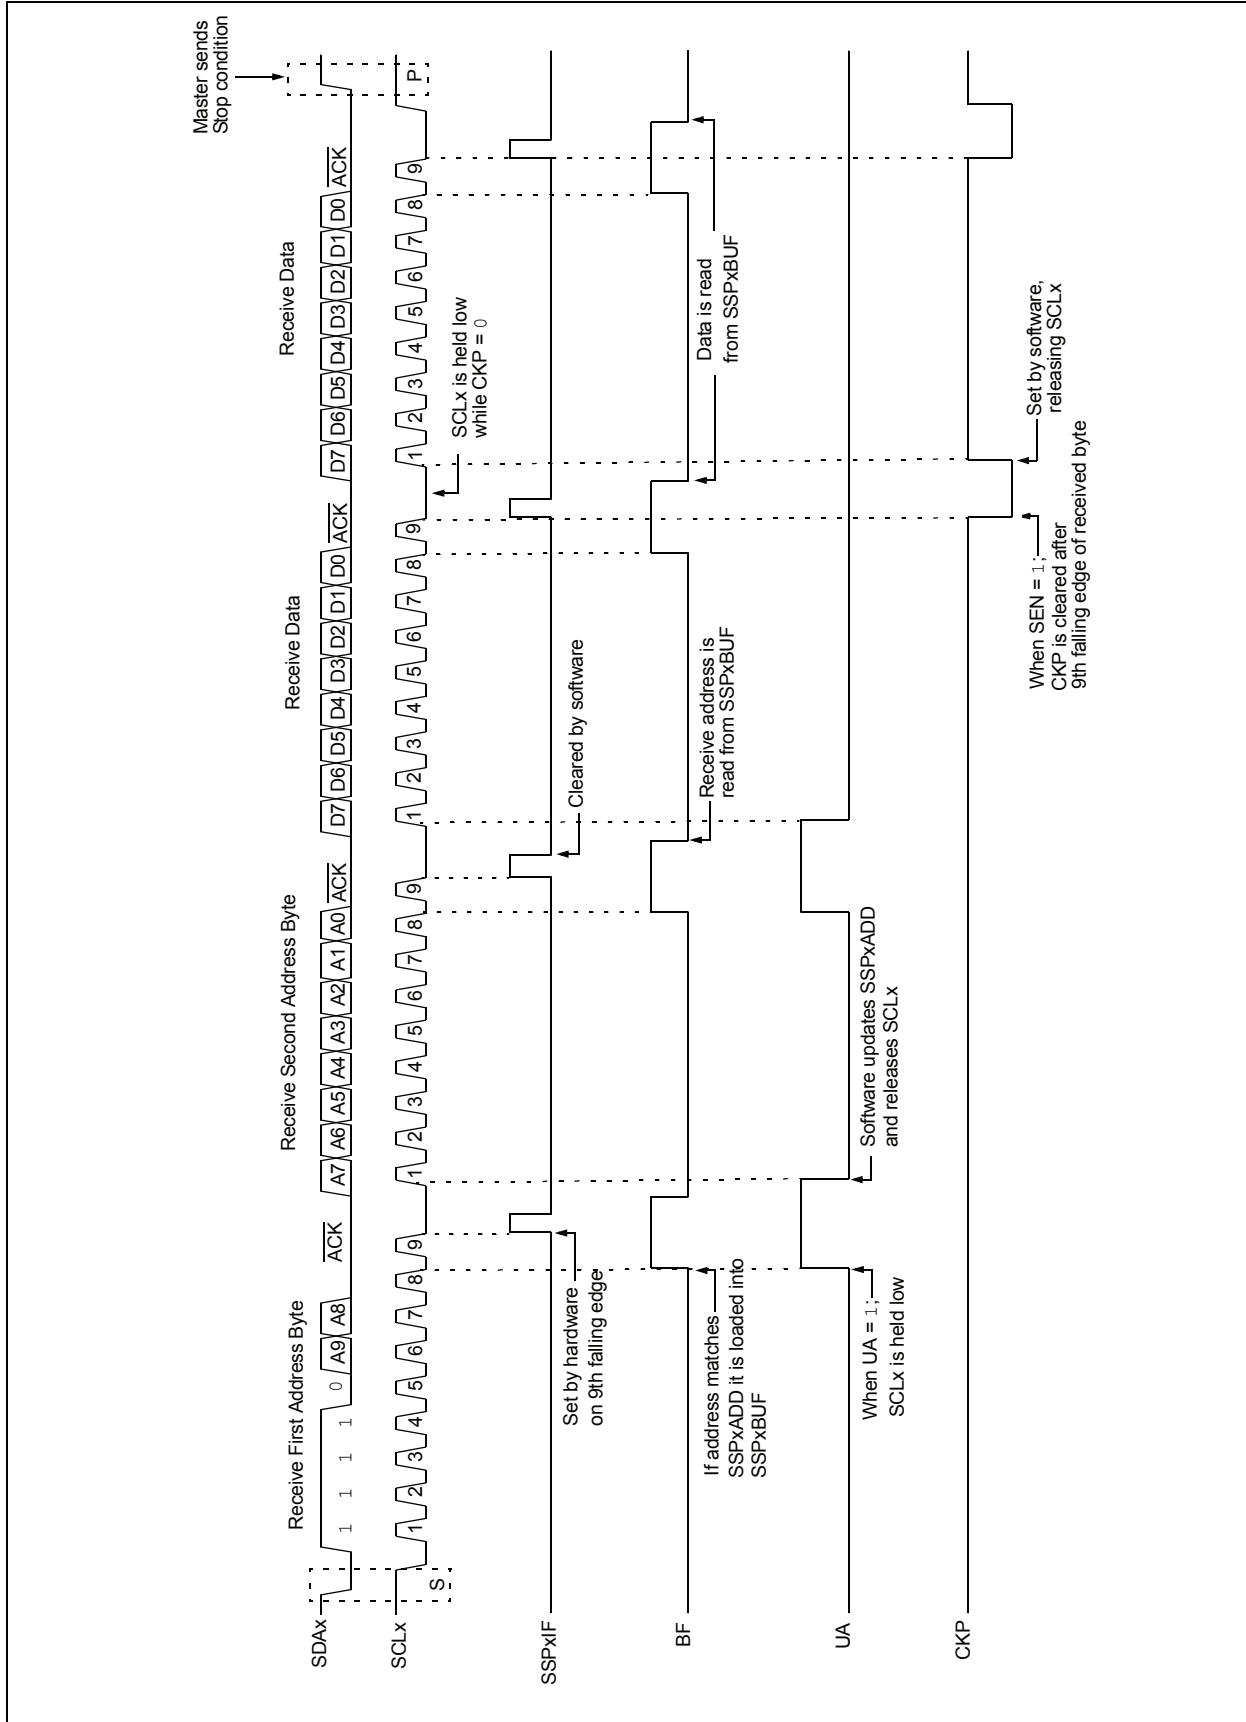 Master sends
Stop condition
Receive First Address Byte
Receive Second Address Byte
Receive Data
Receive Data
SDAx
1 1 1 1 0 A9 A8 ACK
A7 A6 A5 A4 A3 A2 A1 A0 ACK
D7 D6 D5 D4 D3 D2 D1 D0 ACK
D7 D6 D5 D4 D3 D2 D1 D0 ACK
SCLx
S
1 2 3 4 5 6 7 8 9
1 2 3 4 5 6 7 8 9
1 2 3 4 5 6 7 8 9
1 2 3 4 5 6 7 8 9
P
SCLx is held low
while CKP = 0
SSPxIF
Set by hardware
on 9th falling edge
Cleared by software
BF
If address matches
SSPxADD it is loaded into
SSPxBUF
Receive address is
read from SSPxBUF
Data is read
from SSPxBUF
UA
When UA = 1;
SCLx is held low
Software updates SSPxADD
and releases SCLx
CKP
When SEN = 1;
CKP is cleared after
9th falling edge of received byte
Set by software,
releasing SCLx